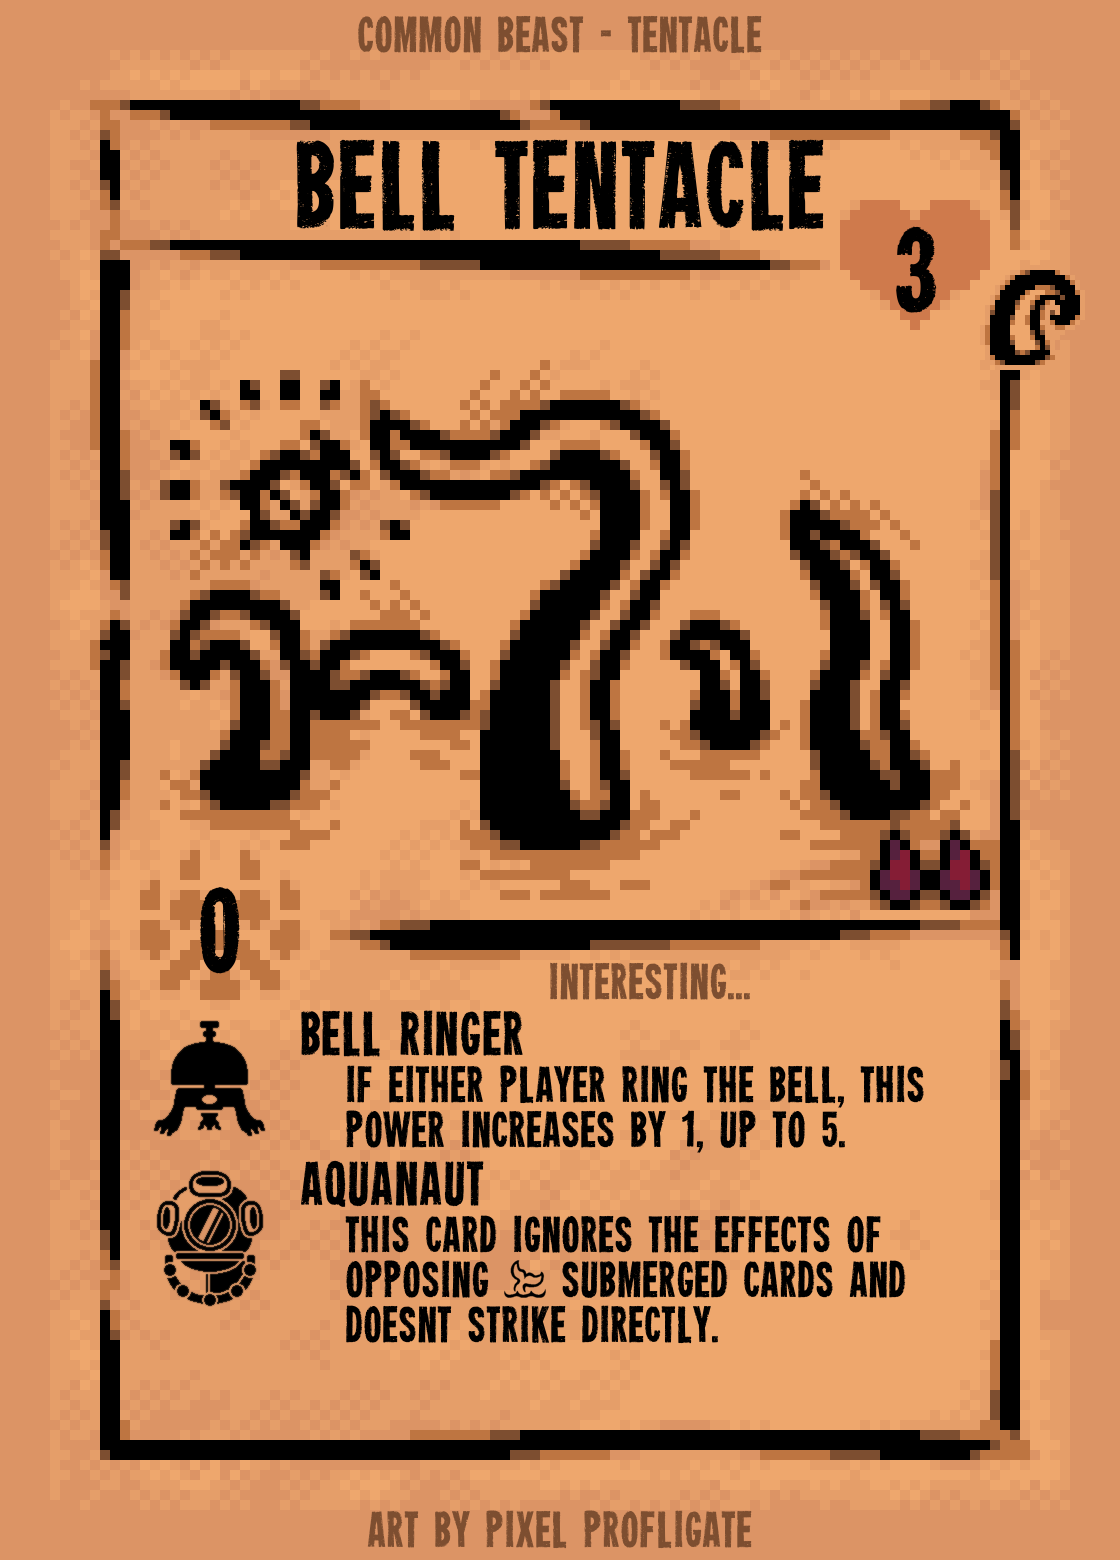 COMMON BEAST - TENTACLE
BELL TENTACLE
3
0
INTERESTING...
BELL RINGER
IF EITHER PLAYER RING THE BELL, THIS
POWER INCREASES BY 1, UP TO 5.
AQUANAUT
THIS CARD IGNORES THE EFFECTS OF
OPPOSING SUBMERGED CARDS AND
DOESNT STRIKE DIRECTLY.
ART BY PIXEL PROFLIGATE